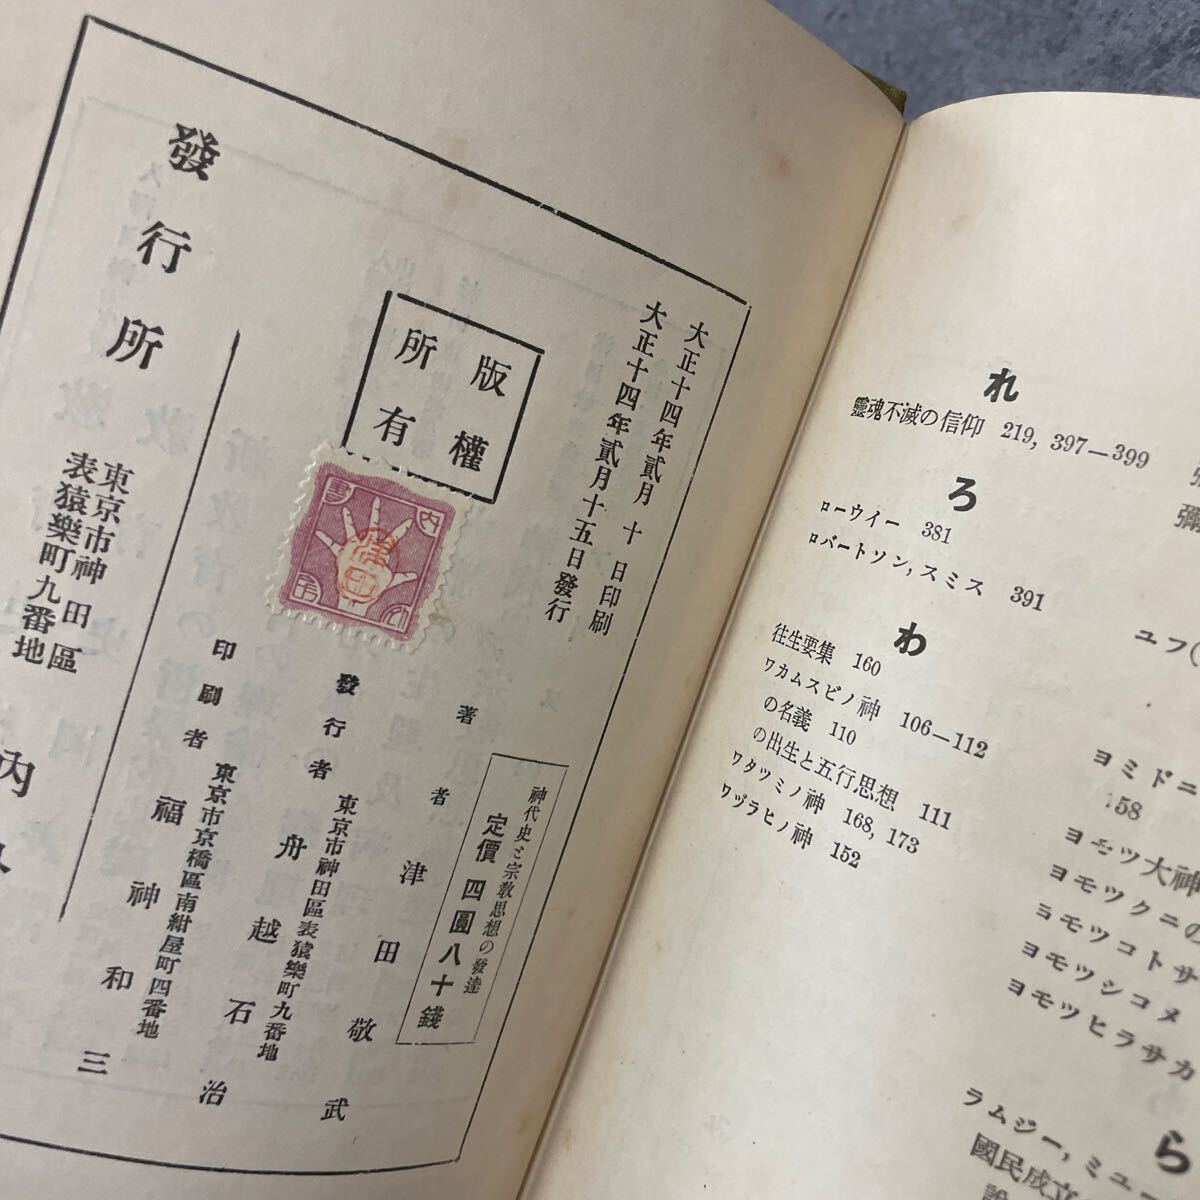 大正十四年貳月 十 日印刷
大正十四年貳月十五日發行
版權
所有
神代史と宗敎思想の發達
定價 四圓八十錢
著者 津田敬武
發行者 東京市神田區表猿樂町九番地
舟越石治
印刷者 東京市京橋區南紺屋町四番地
福神和三
發行所 東京市神田區
表猿樂町九番地
內
れ
靈魂不滅の信仰 219, 397—399
ろ
ローウイー 381
ロバートソン, スミス 391
わ
往生要集 160
ワカムスビノ神 106—112
の名義 110
の出生と五行思想 111
ワタツミノ神 168, 173
ワヅラヒノ神 152
彌
ユフ(
ヨミドニ
158
ヨモツ大神
ヨモツクニの
ヨモツコトサ
ヨモツシコメ
ヨモツヒラサカ
ら
ラムジー, ミユー
國民成立